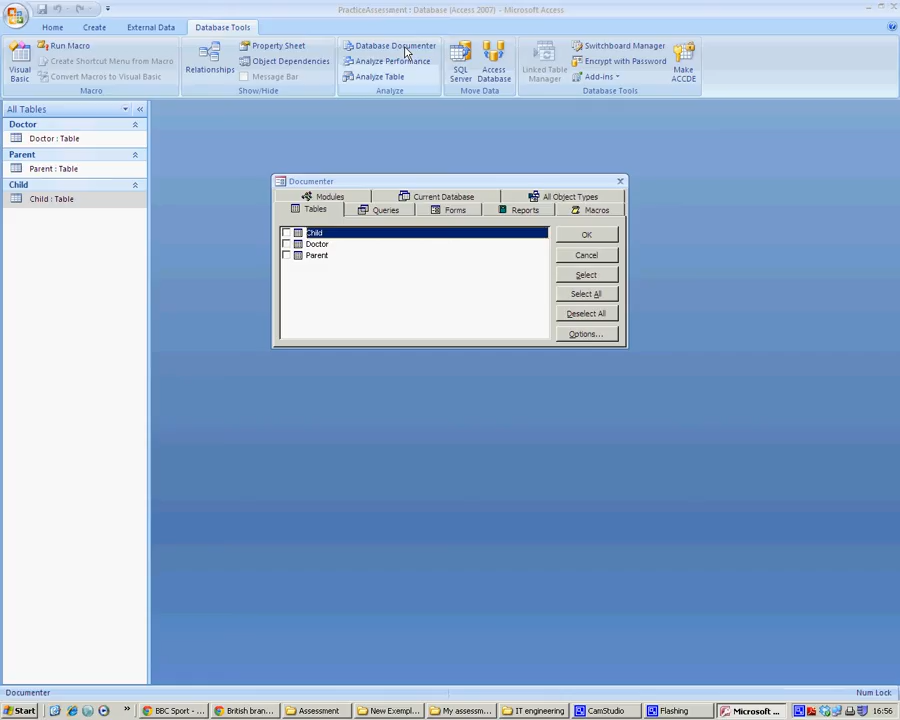 PracticeAssessment : Database (Access 2007) - Microsoft Access
Home Create External Data Database Tools
Visual Basic
Run Macro
Create Shortcut Menu from Macro
Convert Macros to Visual Basic
Macro
Relationships
Property Sheet
Object Dependencies
Message Bar
Show/Hide
Database Documenter
Analyze Performance
Analyze Table
Analyze
SQL Server
Access Database
Move Data
Linked Table Manager
Switchboard Manager
Encrypt with Password
Add-ins
Make ACCDE
Database Tools
All Tables
Doctor
Doctor : Table
Parent
Parent : Table
Child
Child : Table
Documenter
Modules Current Database All Object Types
Tables Queries Forms Reports Macros
Child
Doctor
Parent
OK
Cancel
Select
Select All
Deselect All
Options...
Documenter Num Lock
Start BBC Sport - ... British bran... Assessment New Exempl... My assessm... IT engineering CamStudio Flashing Microsoft ... 16:56